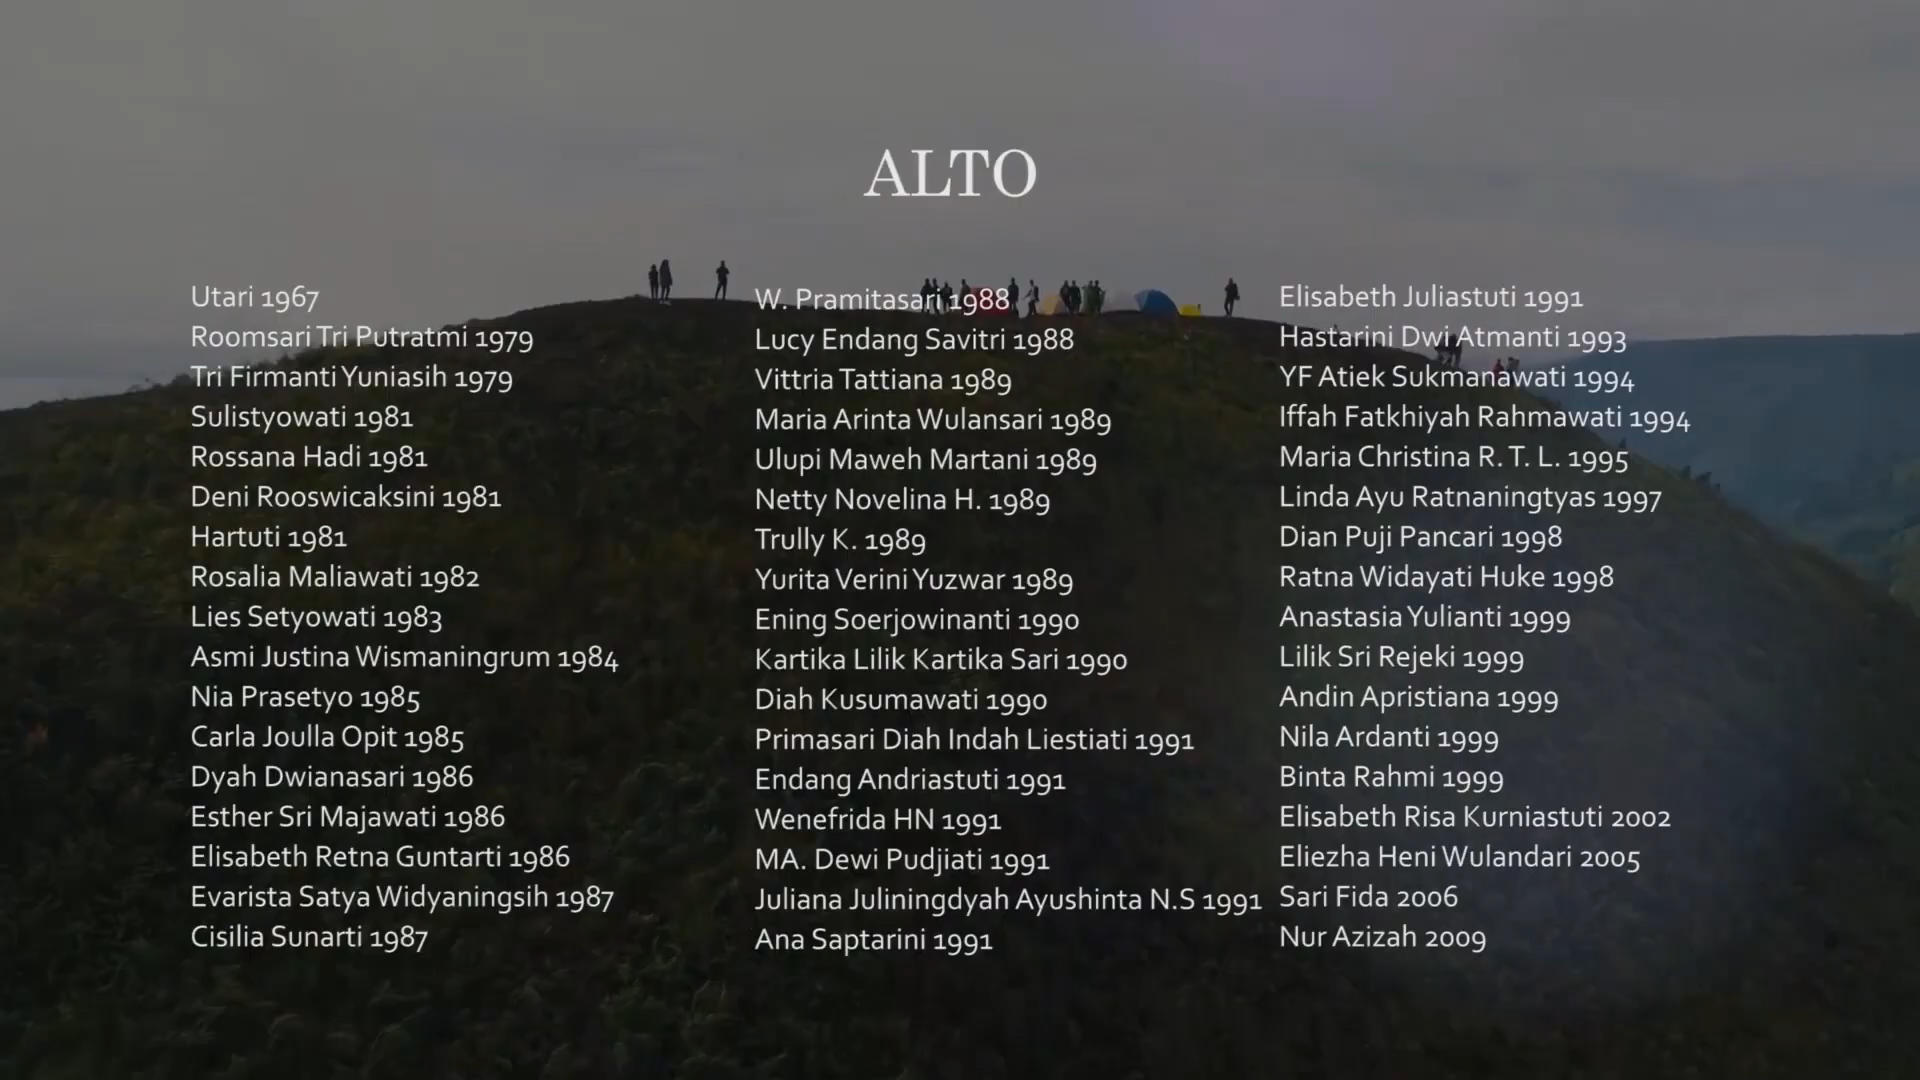 ALTO
Utari 1967
Roomsari Tri Putratmi 1979
Tri Firmanti Yuniasih 1979
Sulistyowati 1981
Rossana Hadi 1981
Deni Rooswicaksini 1981
Hartuti 1981
Rosalia Maliawati 1982
Lies Setyowati 1983
Asmi Justina Wismaningrum 1984
Nia Prasetyo 1985
Carla Joulla Opit 1985
Dyah Dwianasari 1986
Esther Sri Majawati 1986
Elisabeth Retna Guntarti 1986
Evarista Satya Widyaningsih 1987
Cisilia Sunarti 1987
W. Pramitasari 1988
Lucy Endang Savitri 1988
Vittria Tattiana 1989
Maria Arinta Wulansari 1989
Ulupi Maweh Martani 1989
Netty Novelina H. 1989
Trully K. 1989
Yurita Verini Yuzwar 1989
Ening Soerjowinanti 1990
Kartika Lilik Kartika Sari 1990
Diah Kusumawati 1990
Primasari Diah Indah Liestiati 1991
Endang Andriastuti 1991
Wenefrida HN 1991
MA. Dewi Pudjiati 1991
Juliana Juliningdyah Ayushinta N.S 1991
Ana Saptarini 1991
Elisabeth Juliastuti 1991
Hastarini Dwi Atmanti 1993
YF Atiek Sukmanawati 1994
Iffah Fatkhiyah Rahmawati 1994
Maria Christina R. T. L. 1995
Linda Ayu Ratnaningtyas 1997
Dian Puji Pancari 1998
Ratna Widayati Huke 1998
Anastasia Yulianti 1999
Lilik Sri Rejeki 1999
Andin Apristiana 1999
Nila Ardanti 1999
Binta Rahmi 1999
Elisabeth Risa Kurniastuti 2002
Eliezha Heni Wulandari 2005
Sari Fida 2006
Nur Azizah 2009